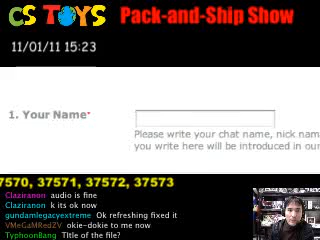 CS TOYS Pack-and-Ship Show
11/01/11 15:23
1. Your Name*
Please write your chat name, nick nam
you write here will be introduced in our
37570, 37571, 37572, 37573
Claziranon audio is fine
Claziranon k its ok now
gundamlegacyextreme Ok refreshing fixed it
VMeGaMRedZV okie-dokie to me now
TyphoonBang Title of the file?